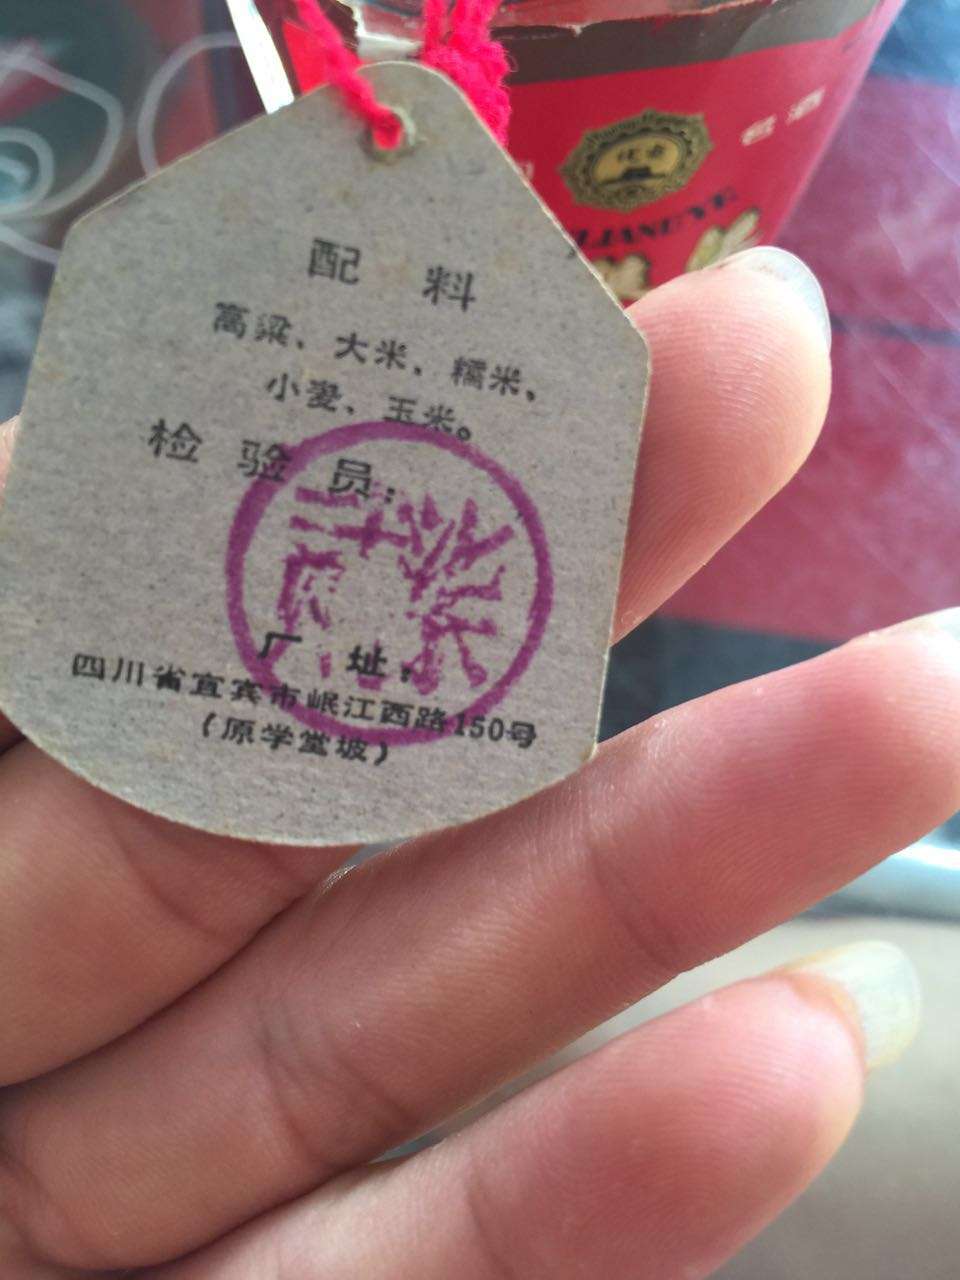 配 料
高粱、大米、糯米、
小麦、玉米。
检 验 员:
厂 址:
四川省宜宾市岷江西路150号
(原学堂坡)